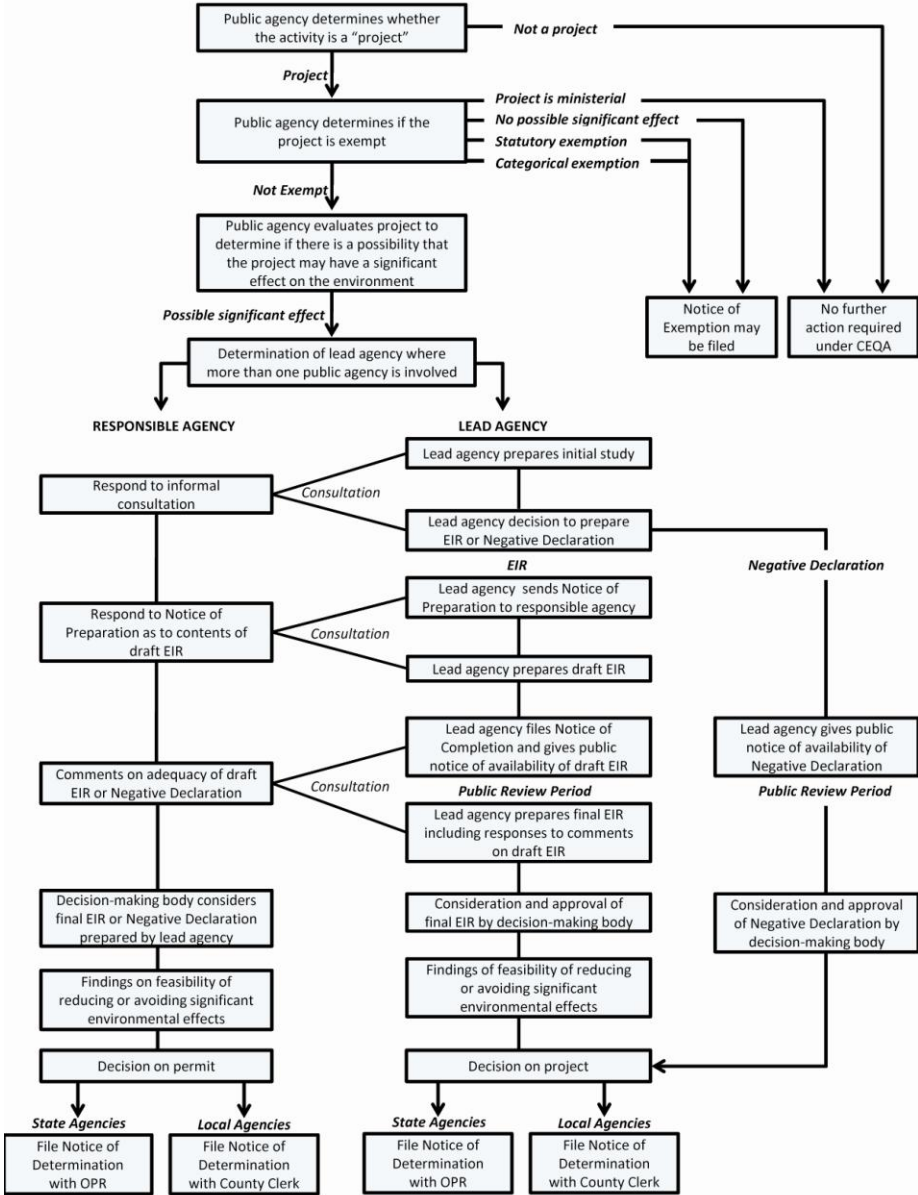 Public agency determines whether
the activity is a “project”
Not a project
Project
Public agency determines if the
project is exempt
Project is ministerial
No possible significant effect
Statutory exemption
Categorical exemption
Not Exempt
Public agency evaluates project to
determine if there is a possibility that
the project may have a significant
effect on the environment
Notice of
Exemption may
be filed
No further
action required
under CEQA
Possible significant effect
Determination of lead agency where
more than one public agency is involved
RESPONSIBLE AGENCY
LEAD AGENCY
Lead agency prepares initial study
Respond to informal
consultation
Consultation
Lead agency decision to prepare
EIR or Negative Declaration
EIR
Negative Declaration
Lead agency sends Notice of
Preparation to responsible agency
Respond to Notice of
Preparation as to contents of
draft EIR
Consultation
Lead agency prepares draft EIR
Lead agency files Notice of
Completion and gives public
notice of availability of draft EIR
Lead agency gives public
notice of availability of
Negative Declaration
Comments on adequacy of draft
EIR or Negative Declaration
Consultation
Public Review Period
Public Review Period
Lead agency prepares final EIR
including responses to comments
on draft EIR
Decision-making body considers
final EIR or Negative Declaration
prepared by lead agency
Consideration and approval of
final EIR by decision-making body
Consideration and approval
of Negative Declaration by
decision-making body
Findings on feasibility of
reducing or avoiding significant
environmental effects
Findings of feasibility of reducing
or avoiding significant
environmental effects
Decision on permit
Decision on project
State Agencies
Local Agencies
State Agencies
Local Agencies
File Notice of
Determination
with OPR
File Notice of
Determination
with County Clerk
File Notice of
Determination
with OPR
File Notice of
Determination
with County Clerk